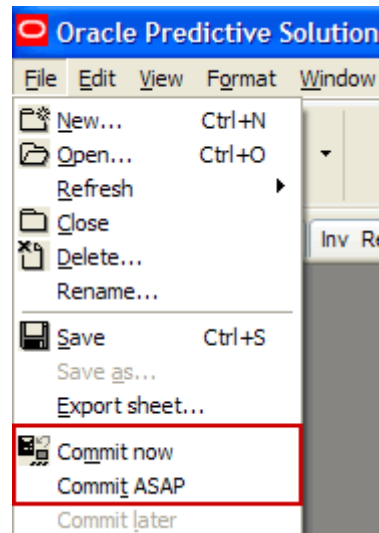 Oracle Predictive Solution
File Edit View Format Window
New... Ctrl+N
Open... Ctrl+O
Refresh
Close
Inv Re
Delete...
Rename...
Save Ctrl+S
Save as...
Export sheet...
Commit now
Commit ASAP
Commit later